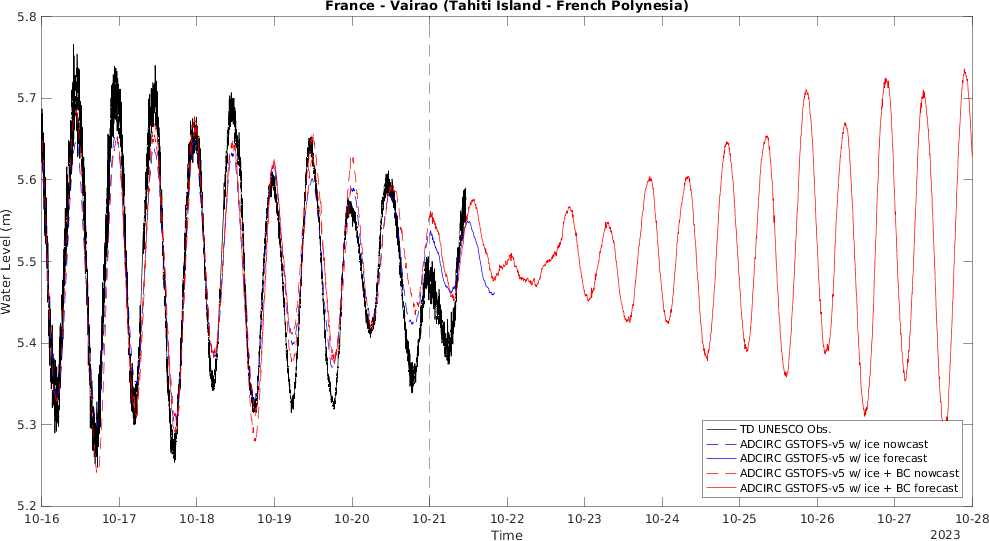 France - Vairao (Tahiti Island - French Polynesia)
5.8
5.7
5.6
5.5
5.4
5.3
5.2
Water Level (m)
TD UNESCO Obs.
ADCIRC GSTOFS-v5 w/ ice nowcast
ADCIRC GSTOFS-v5 w/ ice forecast
ADCIRC GSTOFS-v5 w/ ice + BC nowcast
ADCIRC GSTOFS-v5 w/ ice + BC forecast
10-16 10-17 10-18 10-19 10-20 10-21 10-22 10-23 10-24 10-25 10-26 10-27 10-28
Time
2023